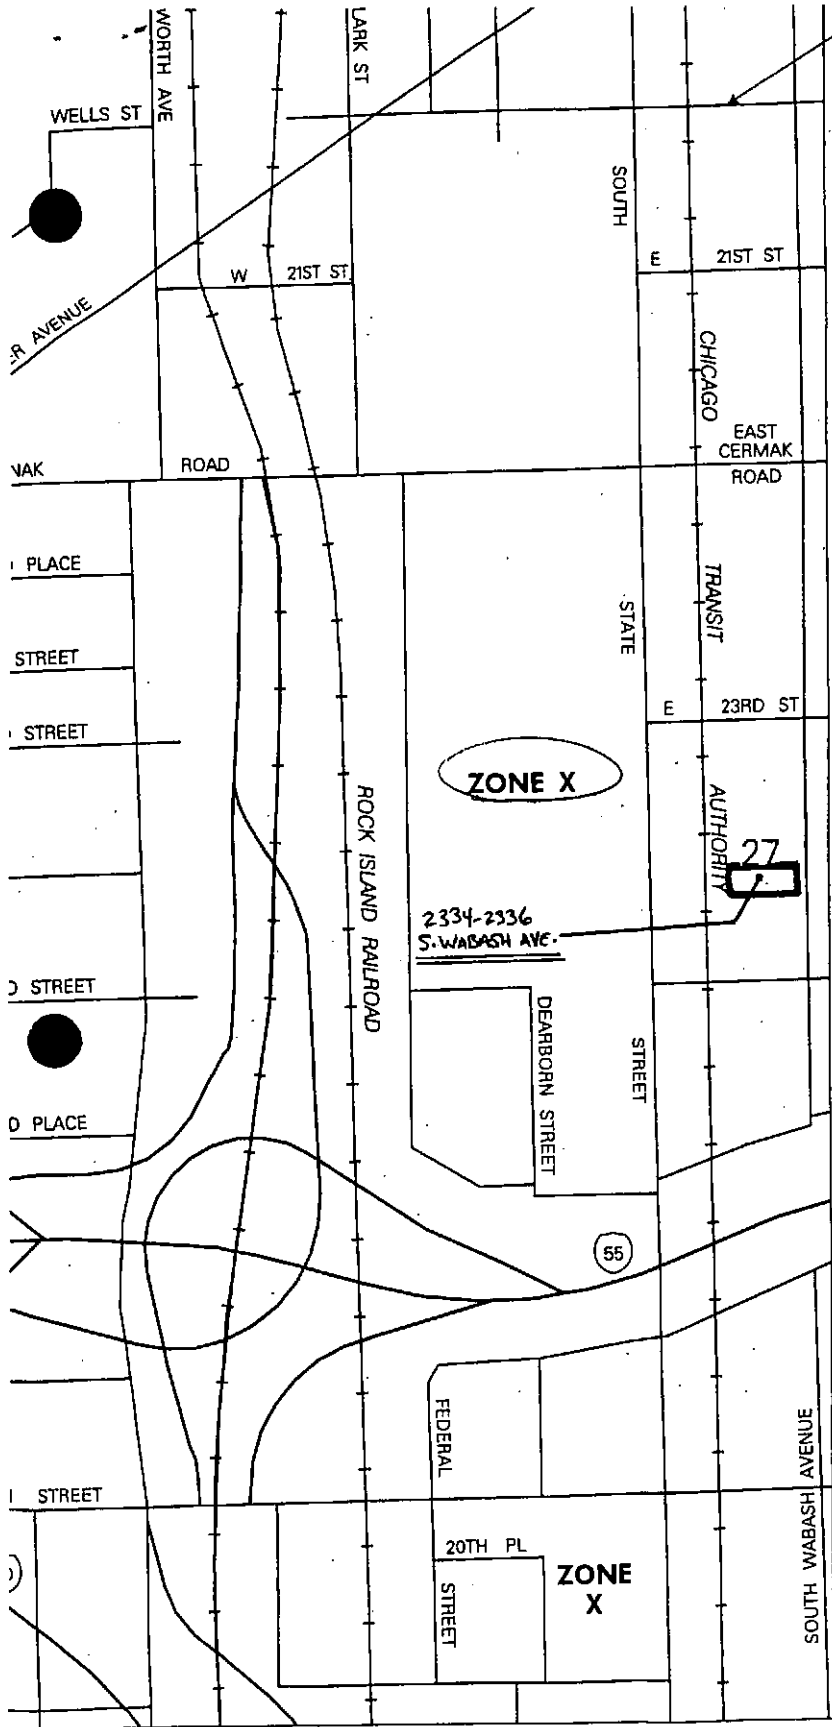 WORTH AVE
LARK ST
WELLS ST
SOUTH
E 21ST ST
W 21ST ST
ER AVENUE
CHICAGO
EAST
CERMAK
ROAD
MAK ROAD
PLACE
TRANSIT
STATE
STREET
E 23RD ST
STREET
ZONE X
ROCK ISLAND RAILROAD
AUTHORITY
27
2334-2336
S. WABASH AVE.
D STREET
DEARBORN STREET
STREET
D PLACE
55
FEDERAL
SOUTH WABASH AVENUE
STREET
20TH PL
ZONE
X
STREET